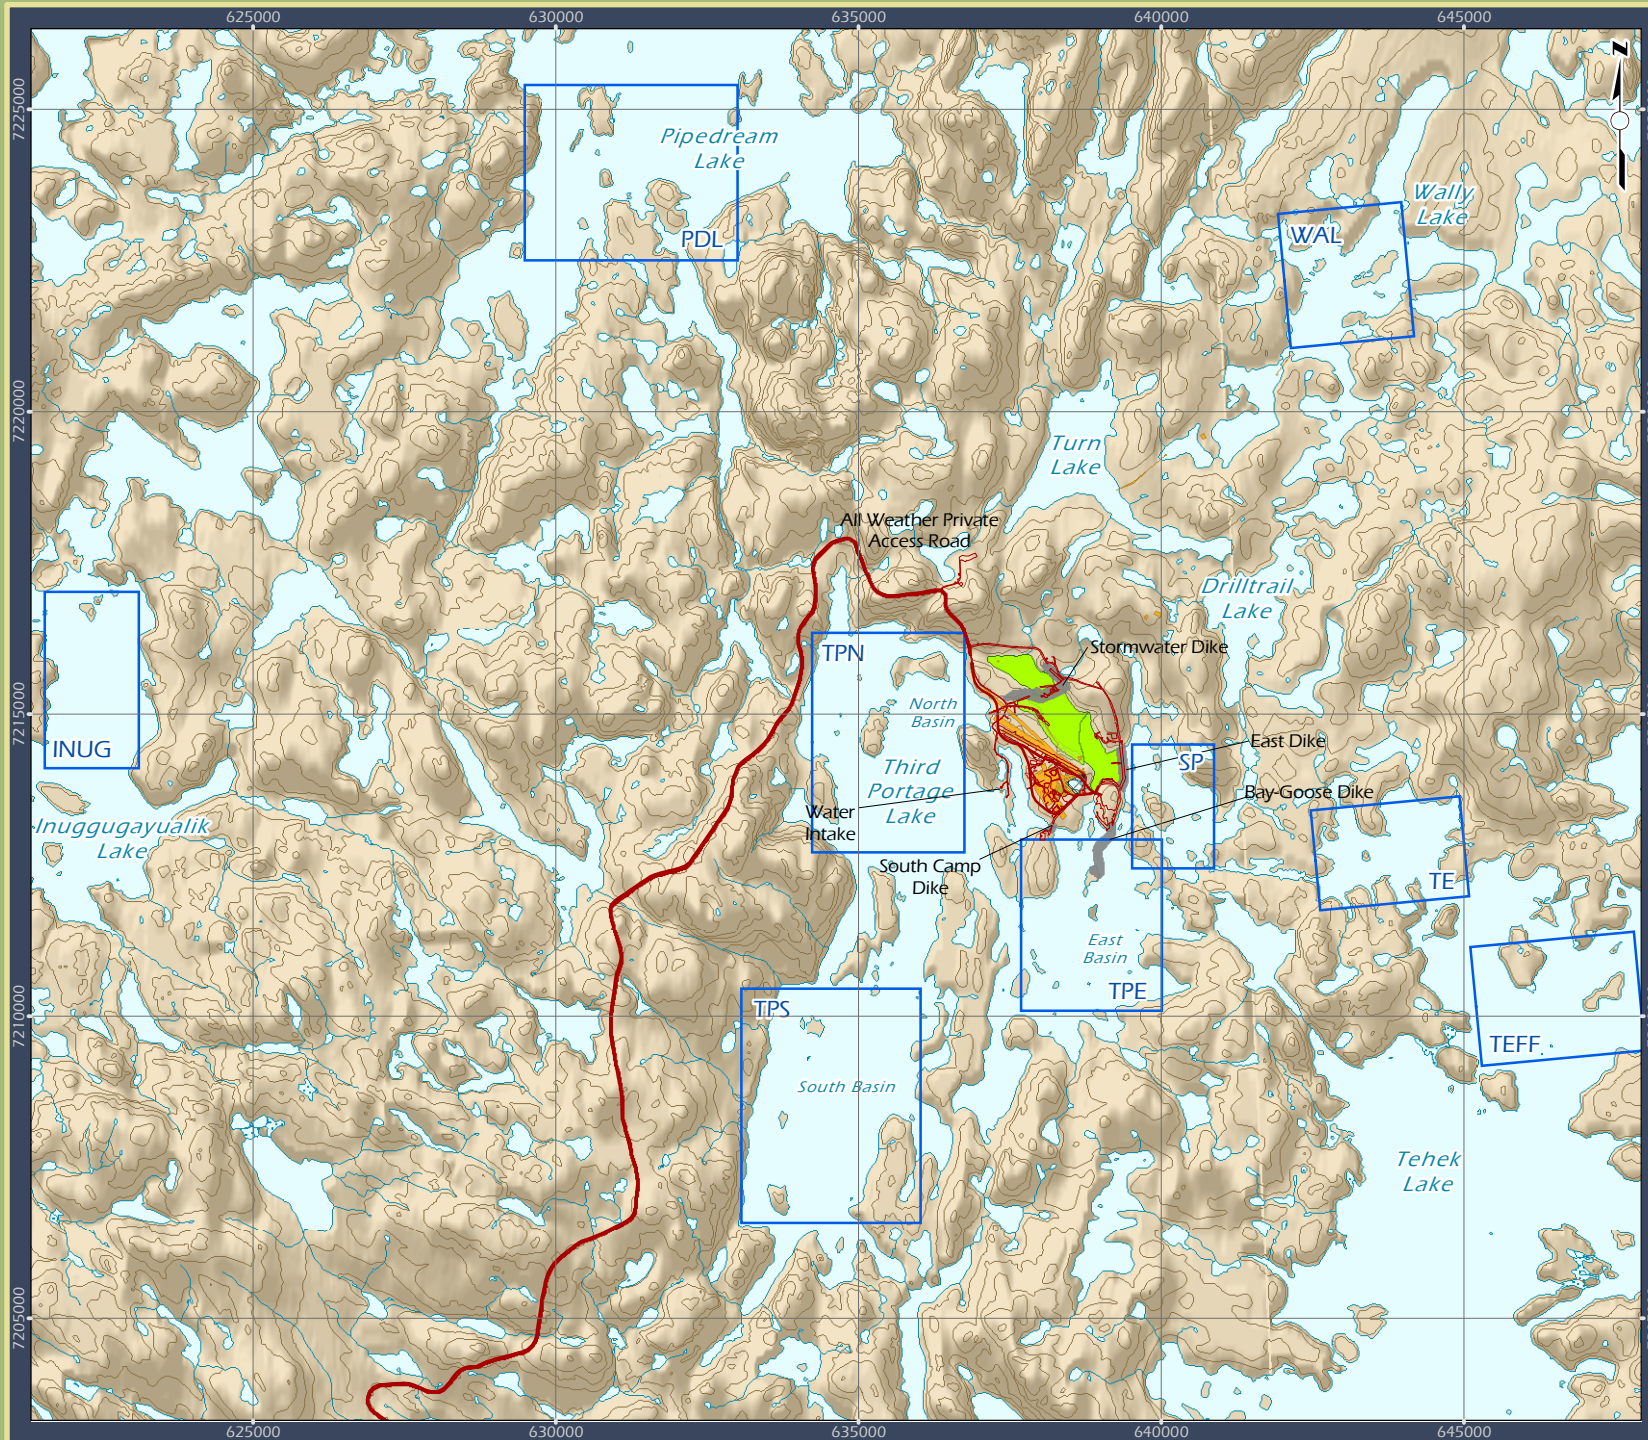 625000
630000
635000
640000
645000
N
7225000
Pipedream
Lake
PDL
Wally
Lake
WAL
7220000
Turn
Lake
All Weather Private
Access Road
Drilltrail
Lake
TPN
Stormwater Dike
North
Basin
7215000
INUG
East Dike
SP
Third
Portage
Lake
Bay-Goose Dike
Water
Intake
Inuggugayualik
Lake
South Camp
Dike
TE
East
Basin
TPE
TPS
7210000
TEFF
South Basin
Tehek
Lake
7205000
625000
630000
635000
640000
645000